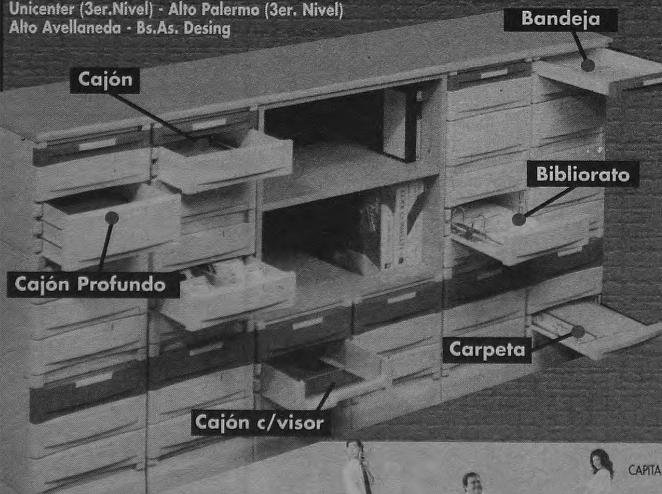 Unicenter (3er.Nivel) - Alto Palermo (3er. Nivel)
Alto Avellaneda - Bs.As. Desing
Bandeja
Cajón
Bibliorato
Cajón Profundo
Carpeta
Cajón c/visor
CAPITA